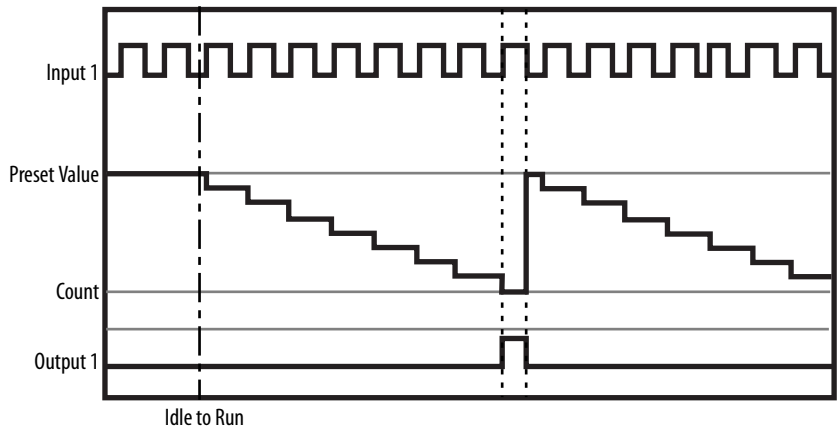 Input 1
Preset Value
Count
Output 1
Idle to Run